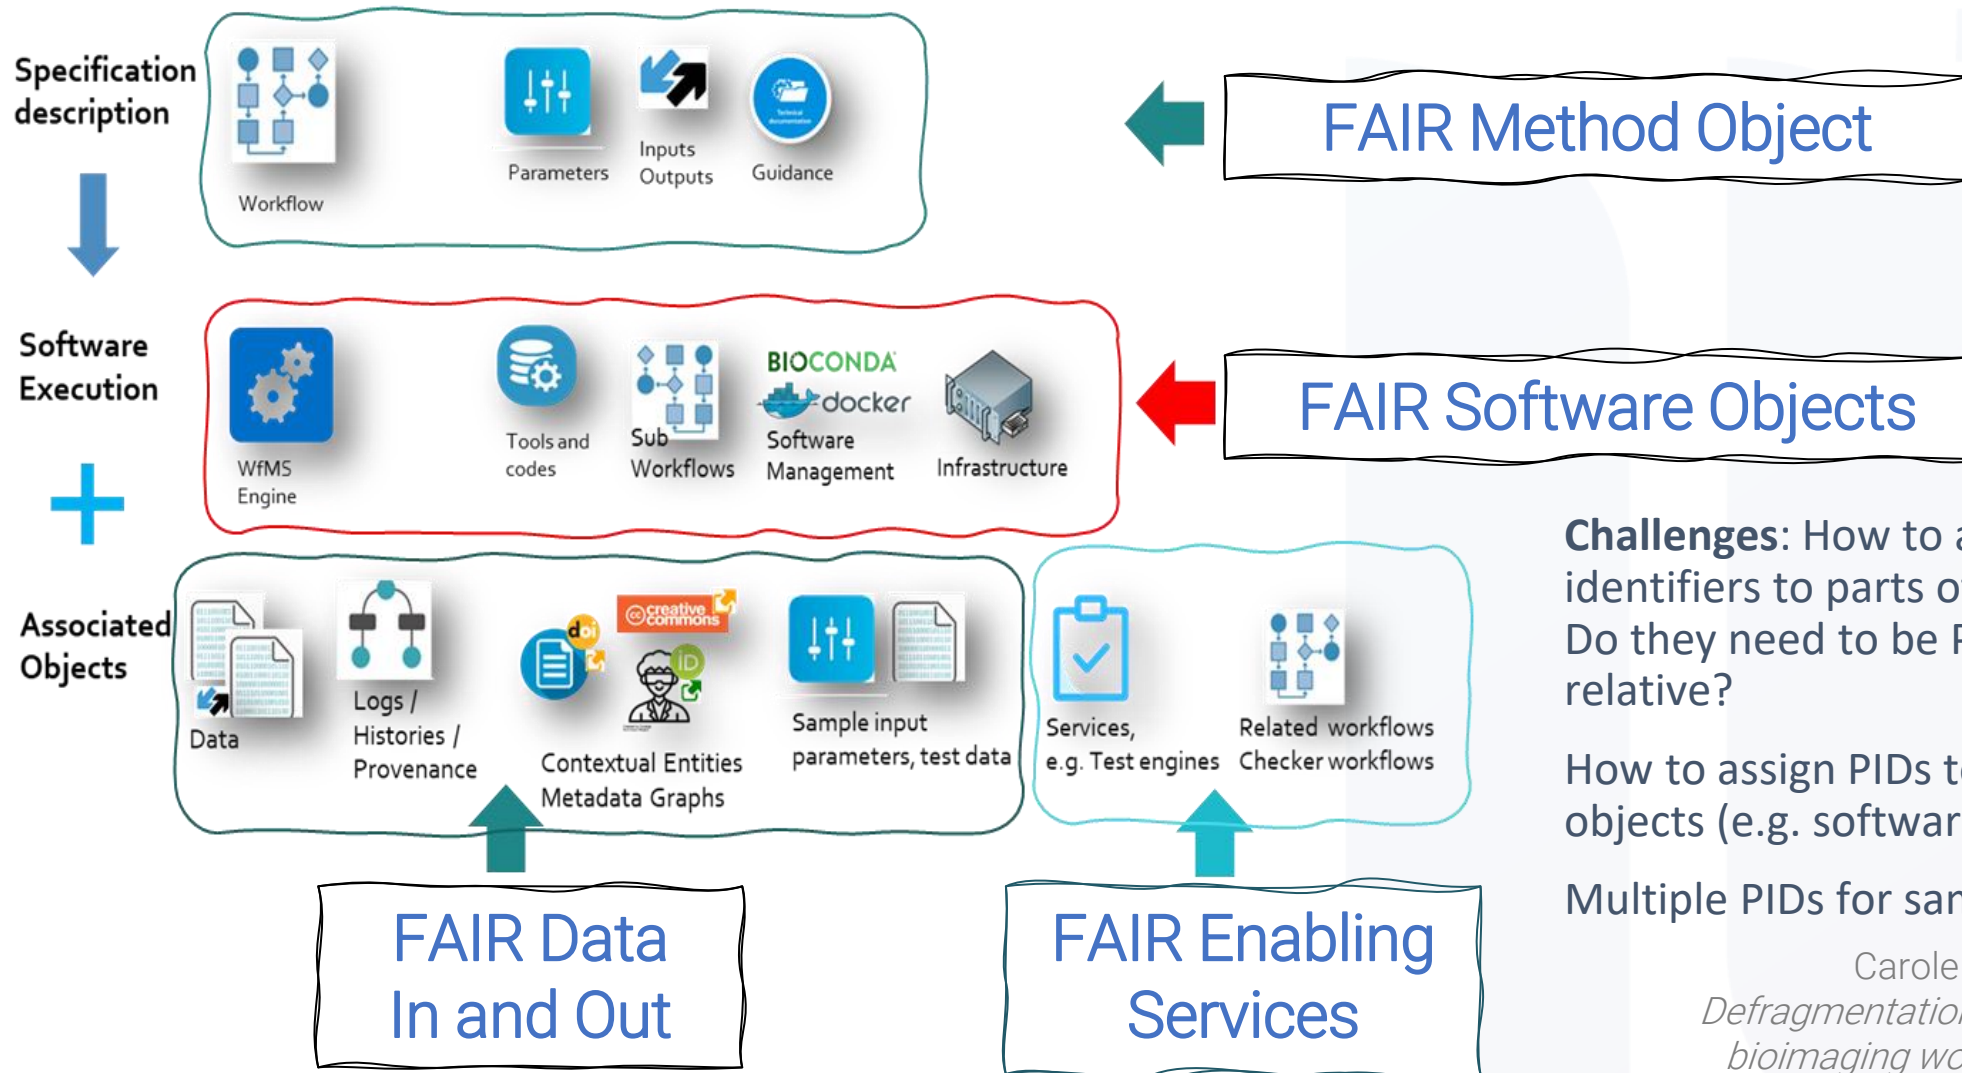 Specification
description
Workflow
Parameters
Inputs
Outputs
Technical
documentation
Guidance
FAIR Method Object
Software
Execution
WfMS
Engine
Tools and
codes
Sub
Workflows
BIOCONDA
docker
Software
Management
Infrastructure
FAIR Software Objects
Associated
Objects
Data
Logs /
Histories /
Provenance
doi
cc creative
commons
iD
Contextual Entities
Metadata Graphs
Sample input
parameters, test data
Services,
e.g. Test engines
Related workflows
Checker workflows
FAIR Data
In and Out
FAIR Enabling
Services
Challenges: How to
identifiers to parts
Do they need to be
relative?
How to assign PIDs
objects (e.g.
Multiple PIDs for
Carole
Defragmentation
bioimaging